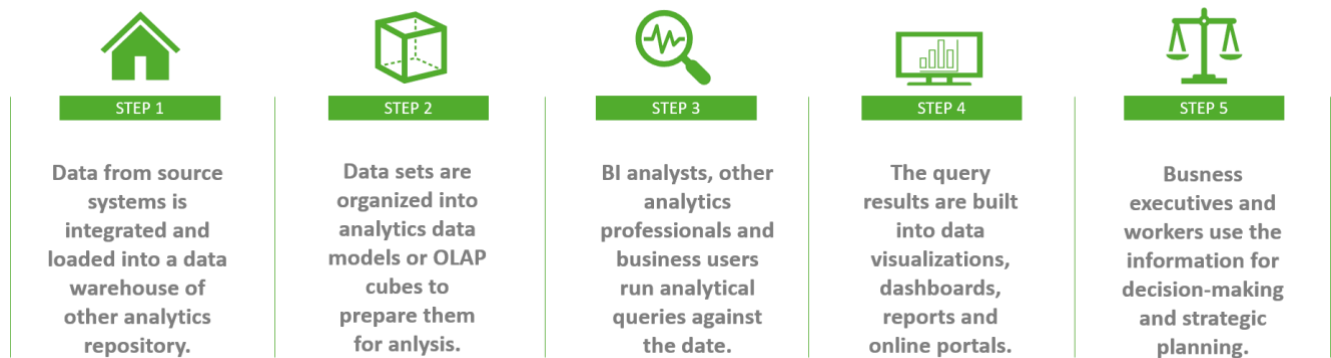 STEP 1
Data from source
systems is
integrated and
loaded into a data
warehouse of
other analytics
repository.
STEP 2
Data sets are
organized into
analytics data
models or OLAP
cubes to
prepare them
for anlysis.
STEP 3
BI analysts, other
analytics
professionals and
business users
run analytical
queries against
the date.
STEP 4
The query
results are built
into data
visualizations,
dashboards,
reports and
online portals.
STEP 5
Busness
executives and
workers use the
information for
decision-making
and strategic
planning.